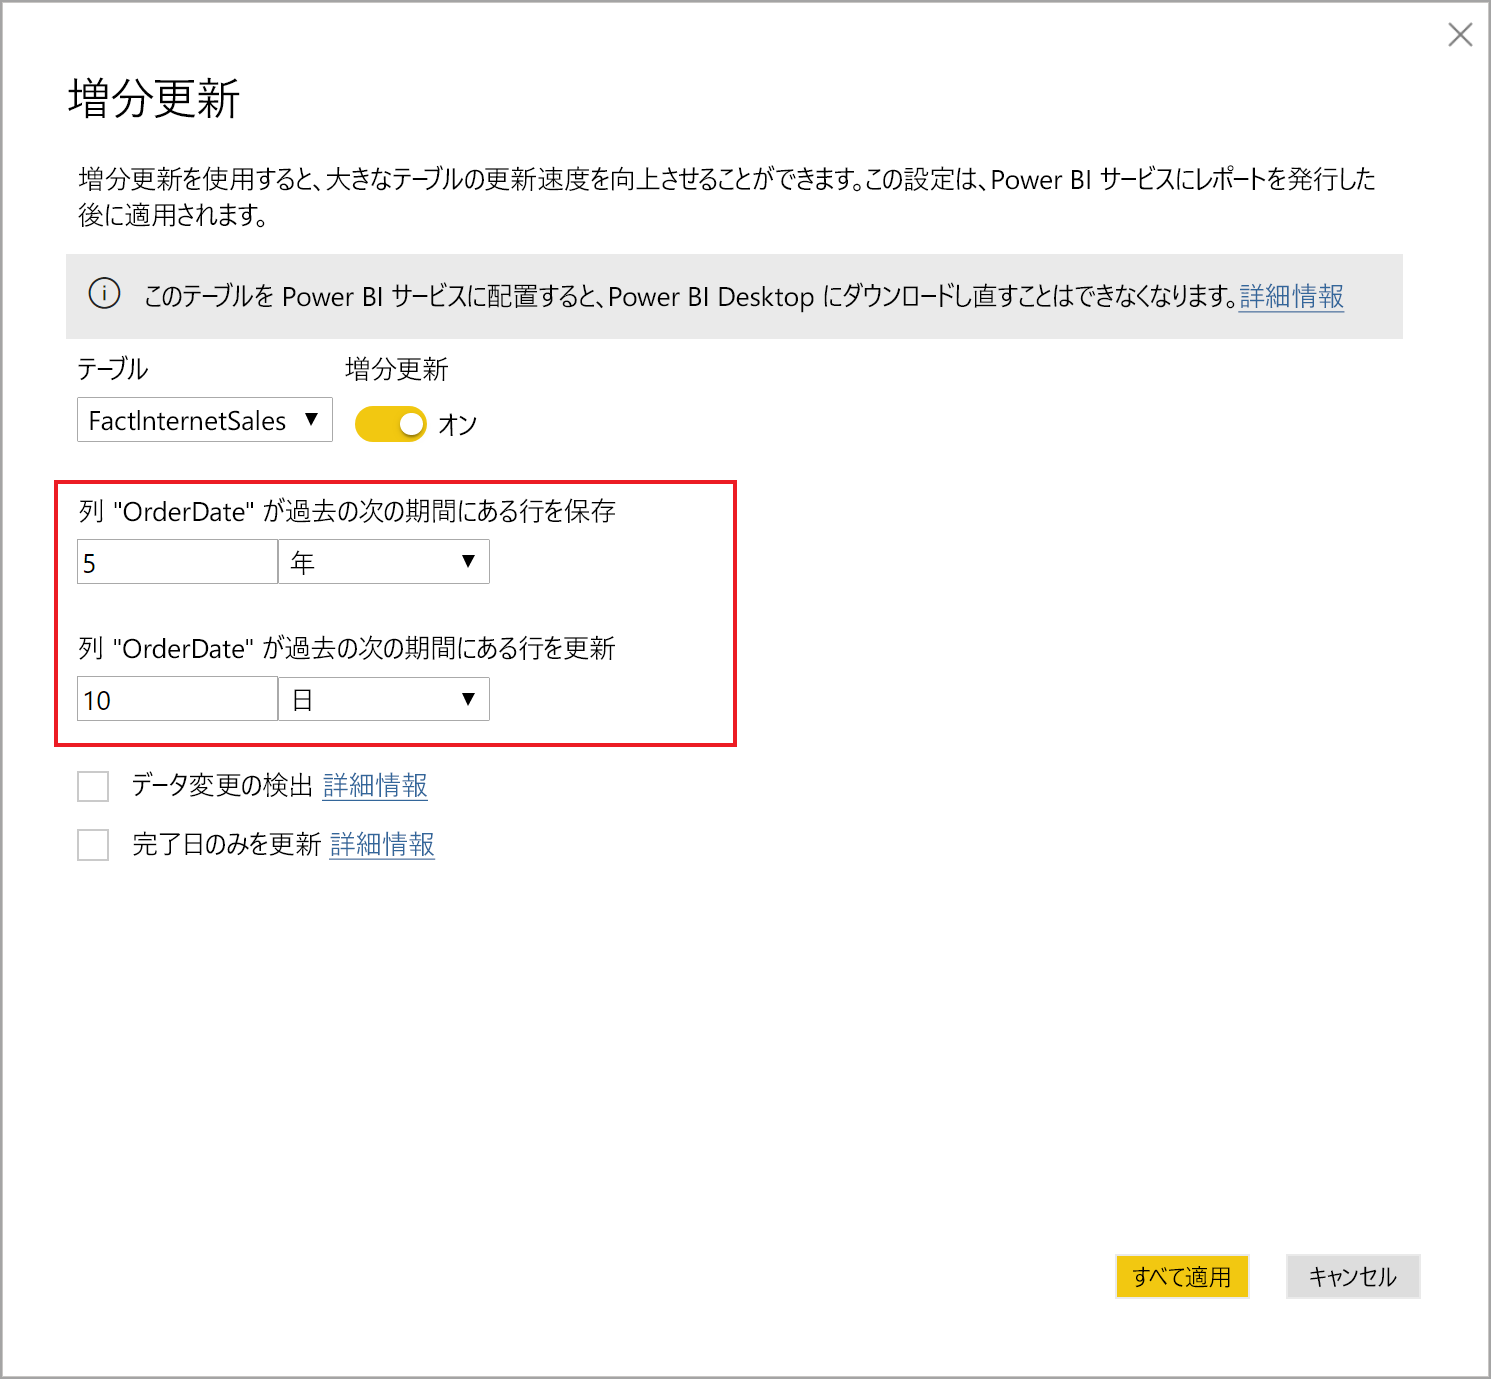 増分更新
増分更新を使用すると、大きなテーブルの更新速度を向上させることができます。この設定は、Power BI サービスにレポートを発行した
後に適用されます。
このテーブルを Power BI サービスに配置すると、Power BI Desktop にダウンロードし直すことはできなくなります。詳細情報
テーブル 増分更新
FactInternetSales ▼ オン
列 "OrderDate" が過去の次の期間にある行を保存
5 年 ▼
列 "OrderDate" が過去の次の期間にある行を更新
10 日 ▼
データ変更の検出 詳細情報
完了日のみを更新 詳細情報
すべて適用 キャンセル